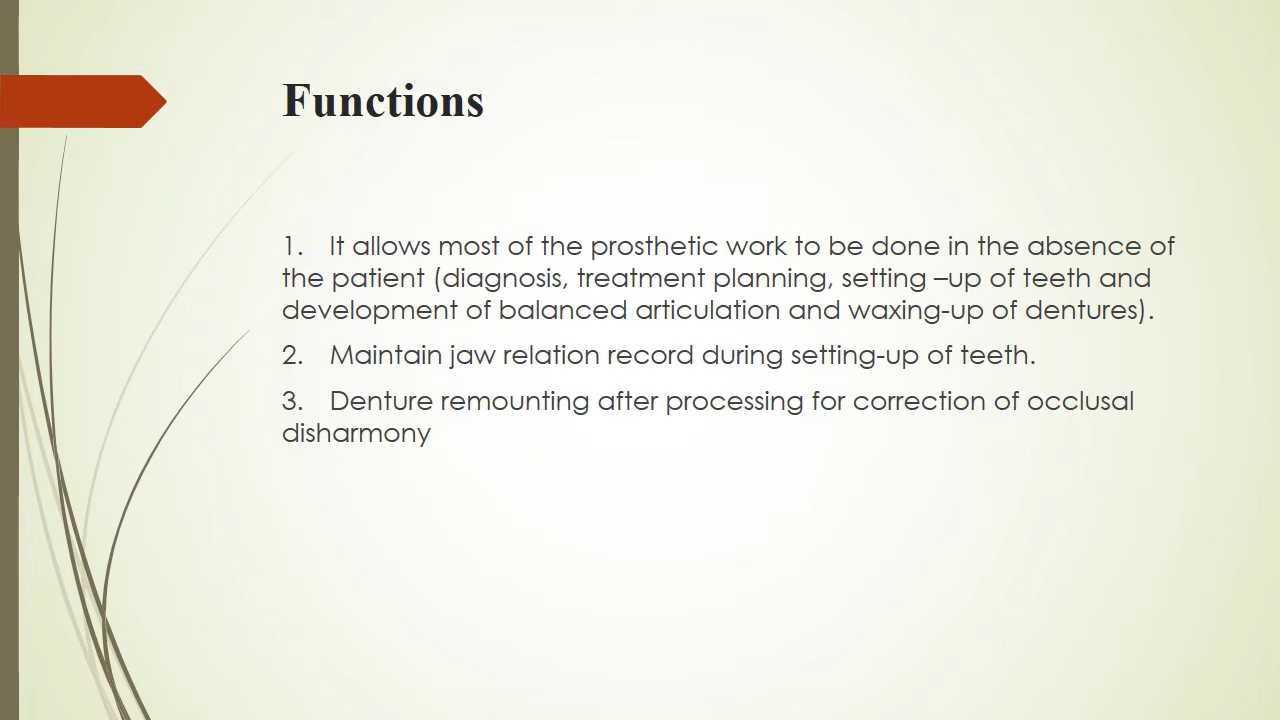 Functions
1. It allows most of the prosthetic work to be done in the absence of
the patient (diagnosis, treatment planning, setting –up of teeth and
development of balanced articulation and waxing-up of dentures).
2. Maintain jaw relation record during setting-up of teeth.
3. Denture remounting after processing for correction of occlusal
disharmony